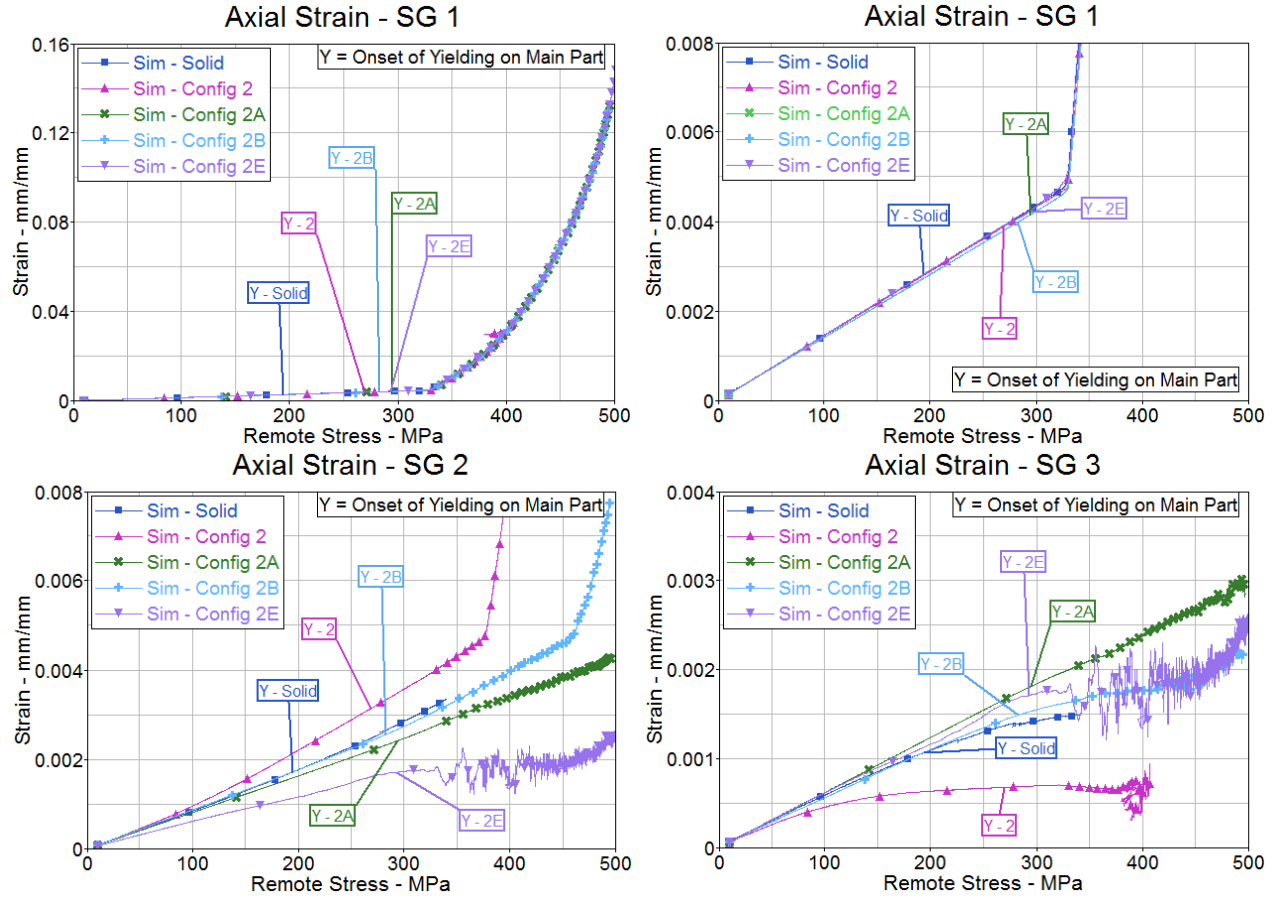 Axial Strain - SG 1
Strain - mm/mm
0.16
0.12
0.08
0.04
0
Sim - Solid
Sim - Config 2
Sim - Config 2A
Sim - Config 2B
Sim - Config 2E
Y = Onset of Yielding on Main Part
Y - 2B
Y - 2A
Y - 2
Y - 2E
Y - Solid
0 100 200 300 400 500
Remote Stress - MPa
Axial Strain - SG 1
Strain - mm/mm
0.008
0.006
0.004
0.002
0
Sim - Solid
Sim - Config 2
Sim - Config 2A
Sim - Config 2B
Sim - Config 2E
Y - 2A
Y - Solid
Y - 2E
Y - 2B
Y - 2
Y = Onset of Yielding on Main Part
0 100 200 300 400 500
Remote Stress - MPa
Axial Strain - SG 2
Strain - mm/mm
0.008
0.006
0.004
0.002
0
Sim - Solid
Sim - Config 2
Sim - Config 2A
Sim - Config 2B
Sim - Config 2E
Y = Onset of Yielding on Main Part
Y - 2B
Y - 2
Y - Solid
Y - 2A
Y - 2E
0 100 200 300 400 500
Remote Stress - MPa
Axial Strain - SG 3
Strain - mm/mm
0.004
0.003
0.002
0.001
0
Sim - Solid
Sim - Config 2
Sim - Config 2A
Sim - Config 2B
Sim - Config 2E
Y = Onset of Yielding on Main Part
Y - 2E
Y - 2A
Y - 2B
Y - Solid
Y - 2
0 100 200 300 400 500
Remote Stress - MPa